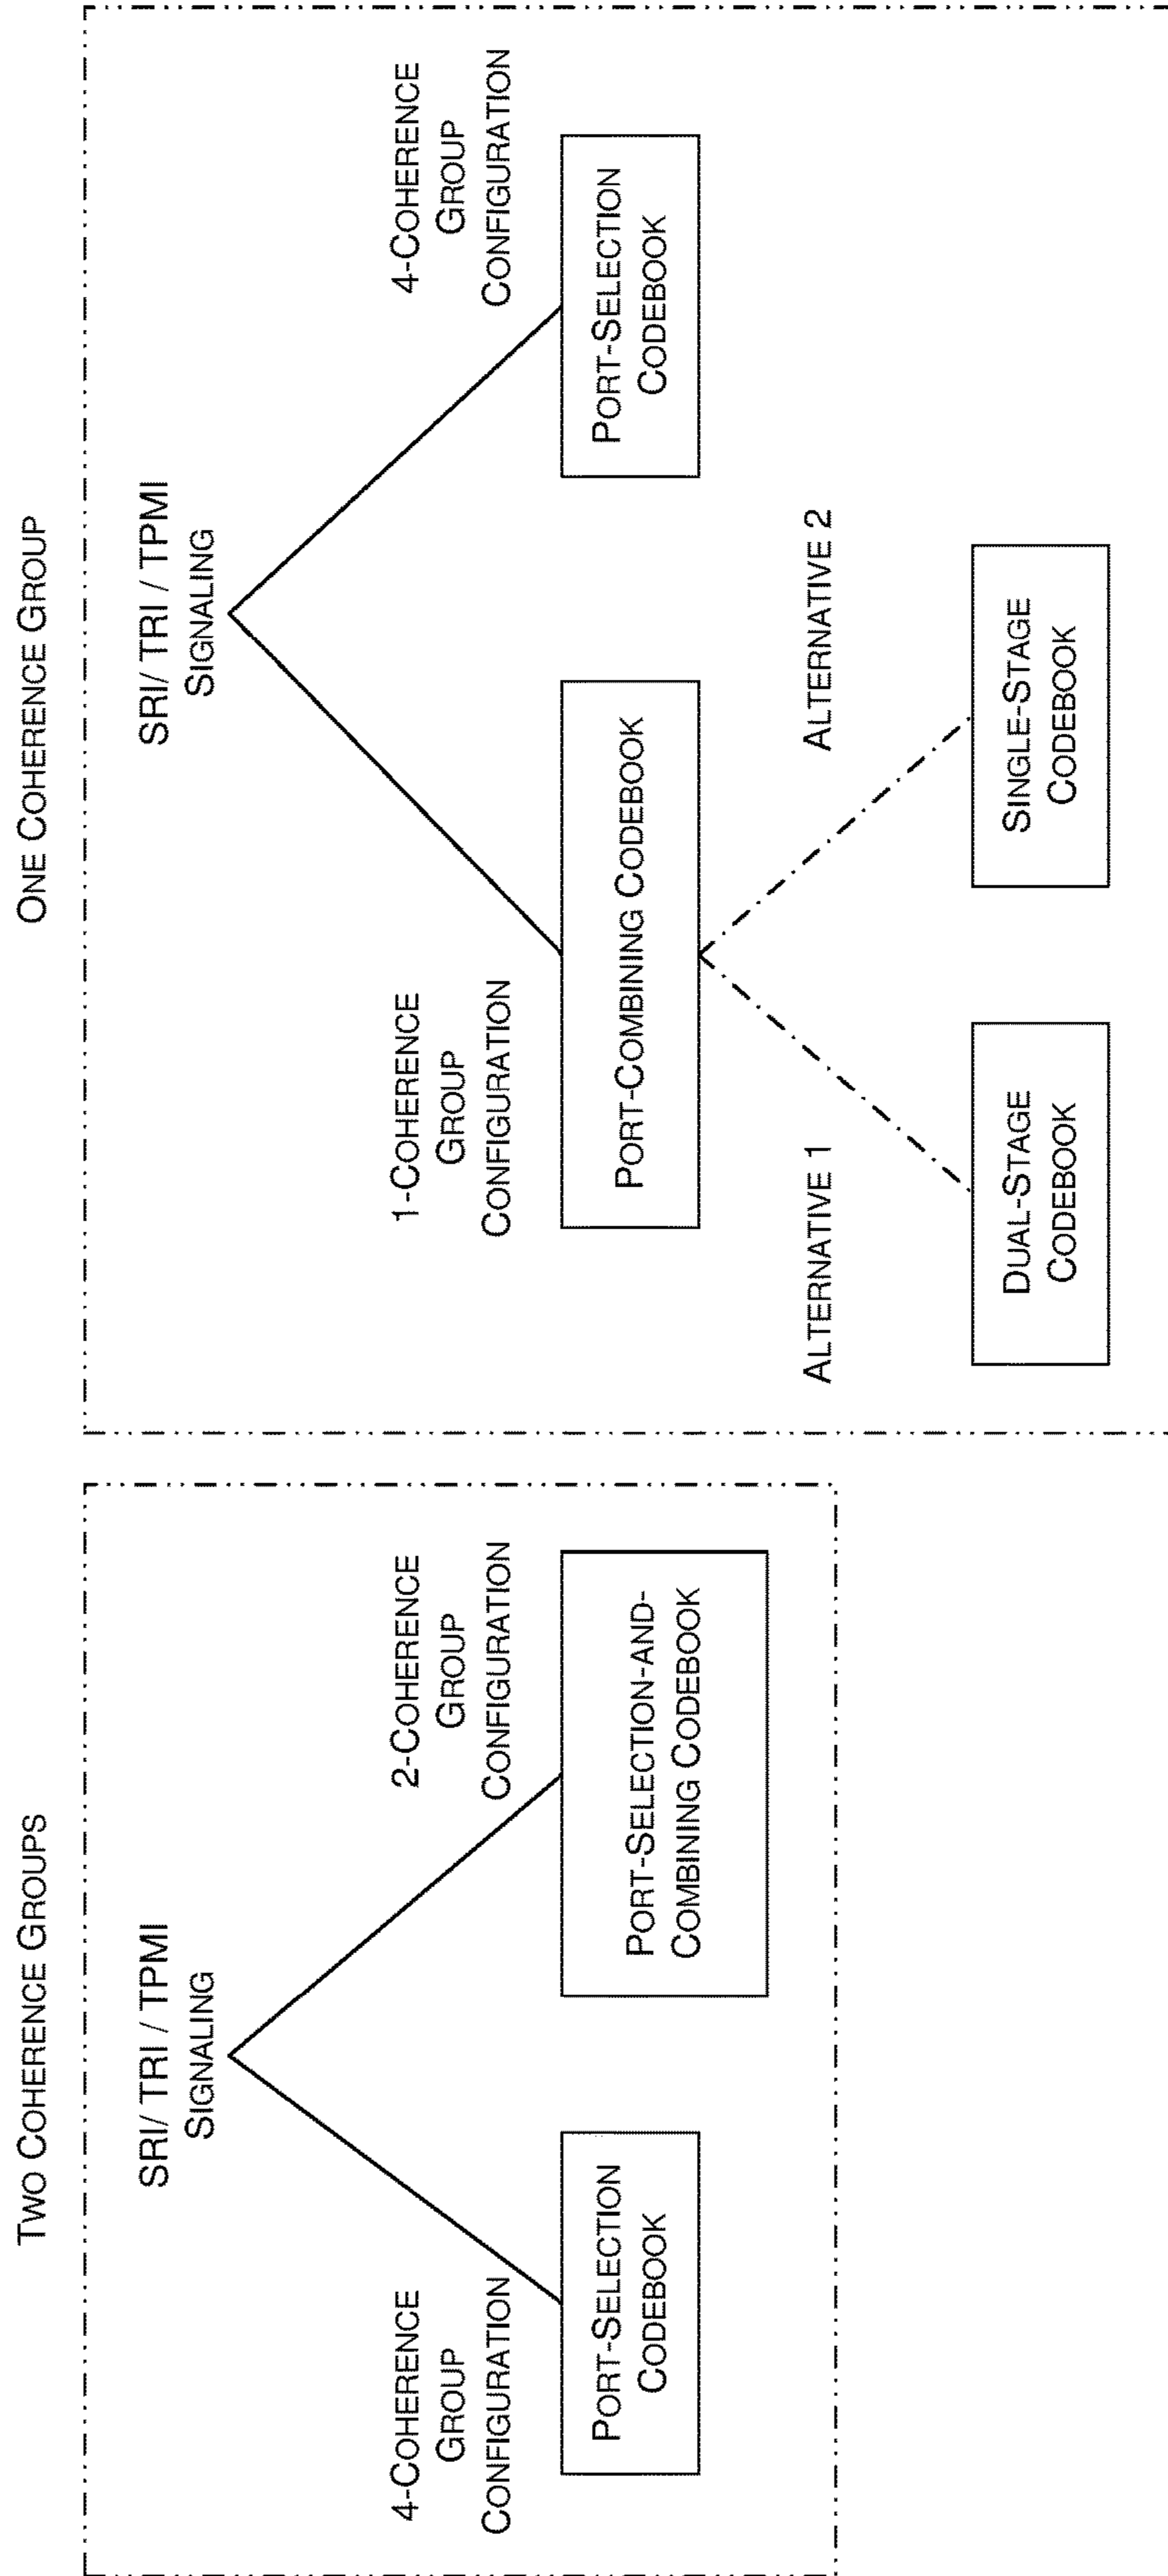 TWO COHERENCE GROUPS
SRI/ TRI / TPMI
SIGNALING
4-COHERENCE
GROUP
CONFIGURATION
2-COHERENCE
GROUP
CONFIGURATION
PORT-SELECTION
CODEBOOK
PORT-SELECTION-AND-
COMBINING CODEBOOK
ONE COHERENCE GROUP
SRI/ TRI / TPMI
SIGNALING
1-COHERENCE
GROUP
CONFIGURATION
4-COHERENCE
GROUP
CONFIGURATION
PORT-COMBINING CODEBOOK
PORT-SELECTION
CODEBOOK
ALTERNATIVE 1
ALTERNATIVE 2
DUAL-STAGE
CODEBOOK
SINGLE-STAGE
CODEBOOK